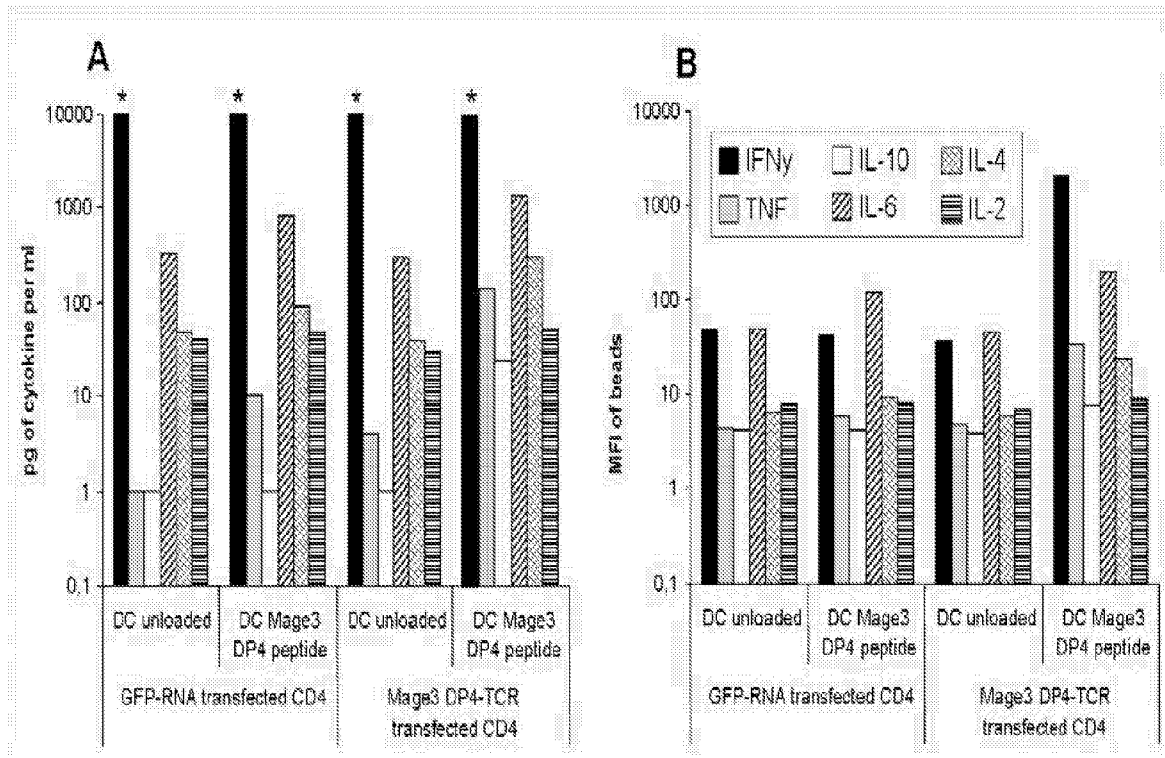 A
* * * *
pg of cytokine per ml
10000
1000
100
10
1
0,1
DC unloaded
DC Mage3
DP4 peptide
DC unloaded
DC Mage3
DP4 peptide
GFP-RNA transfected CD4
Mage3 DP4-TCR
transfected CD4
B
MFI of beads
10000
1000
100
10
1
0,1
IFNγ
IL-10
IL-4
TNF
IL-6
IL-2
DC unloaded
DC Mage3
DP4 peptide
DC unloaded
DC Mage3
DP4 peptide
GFP-RNA transfected CD4
Mage3 DP4-TCR
transfected CD4